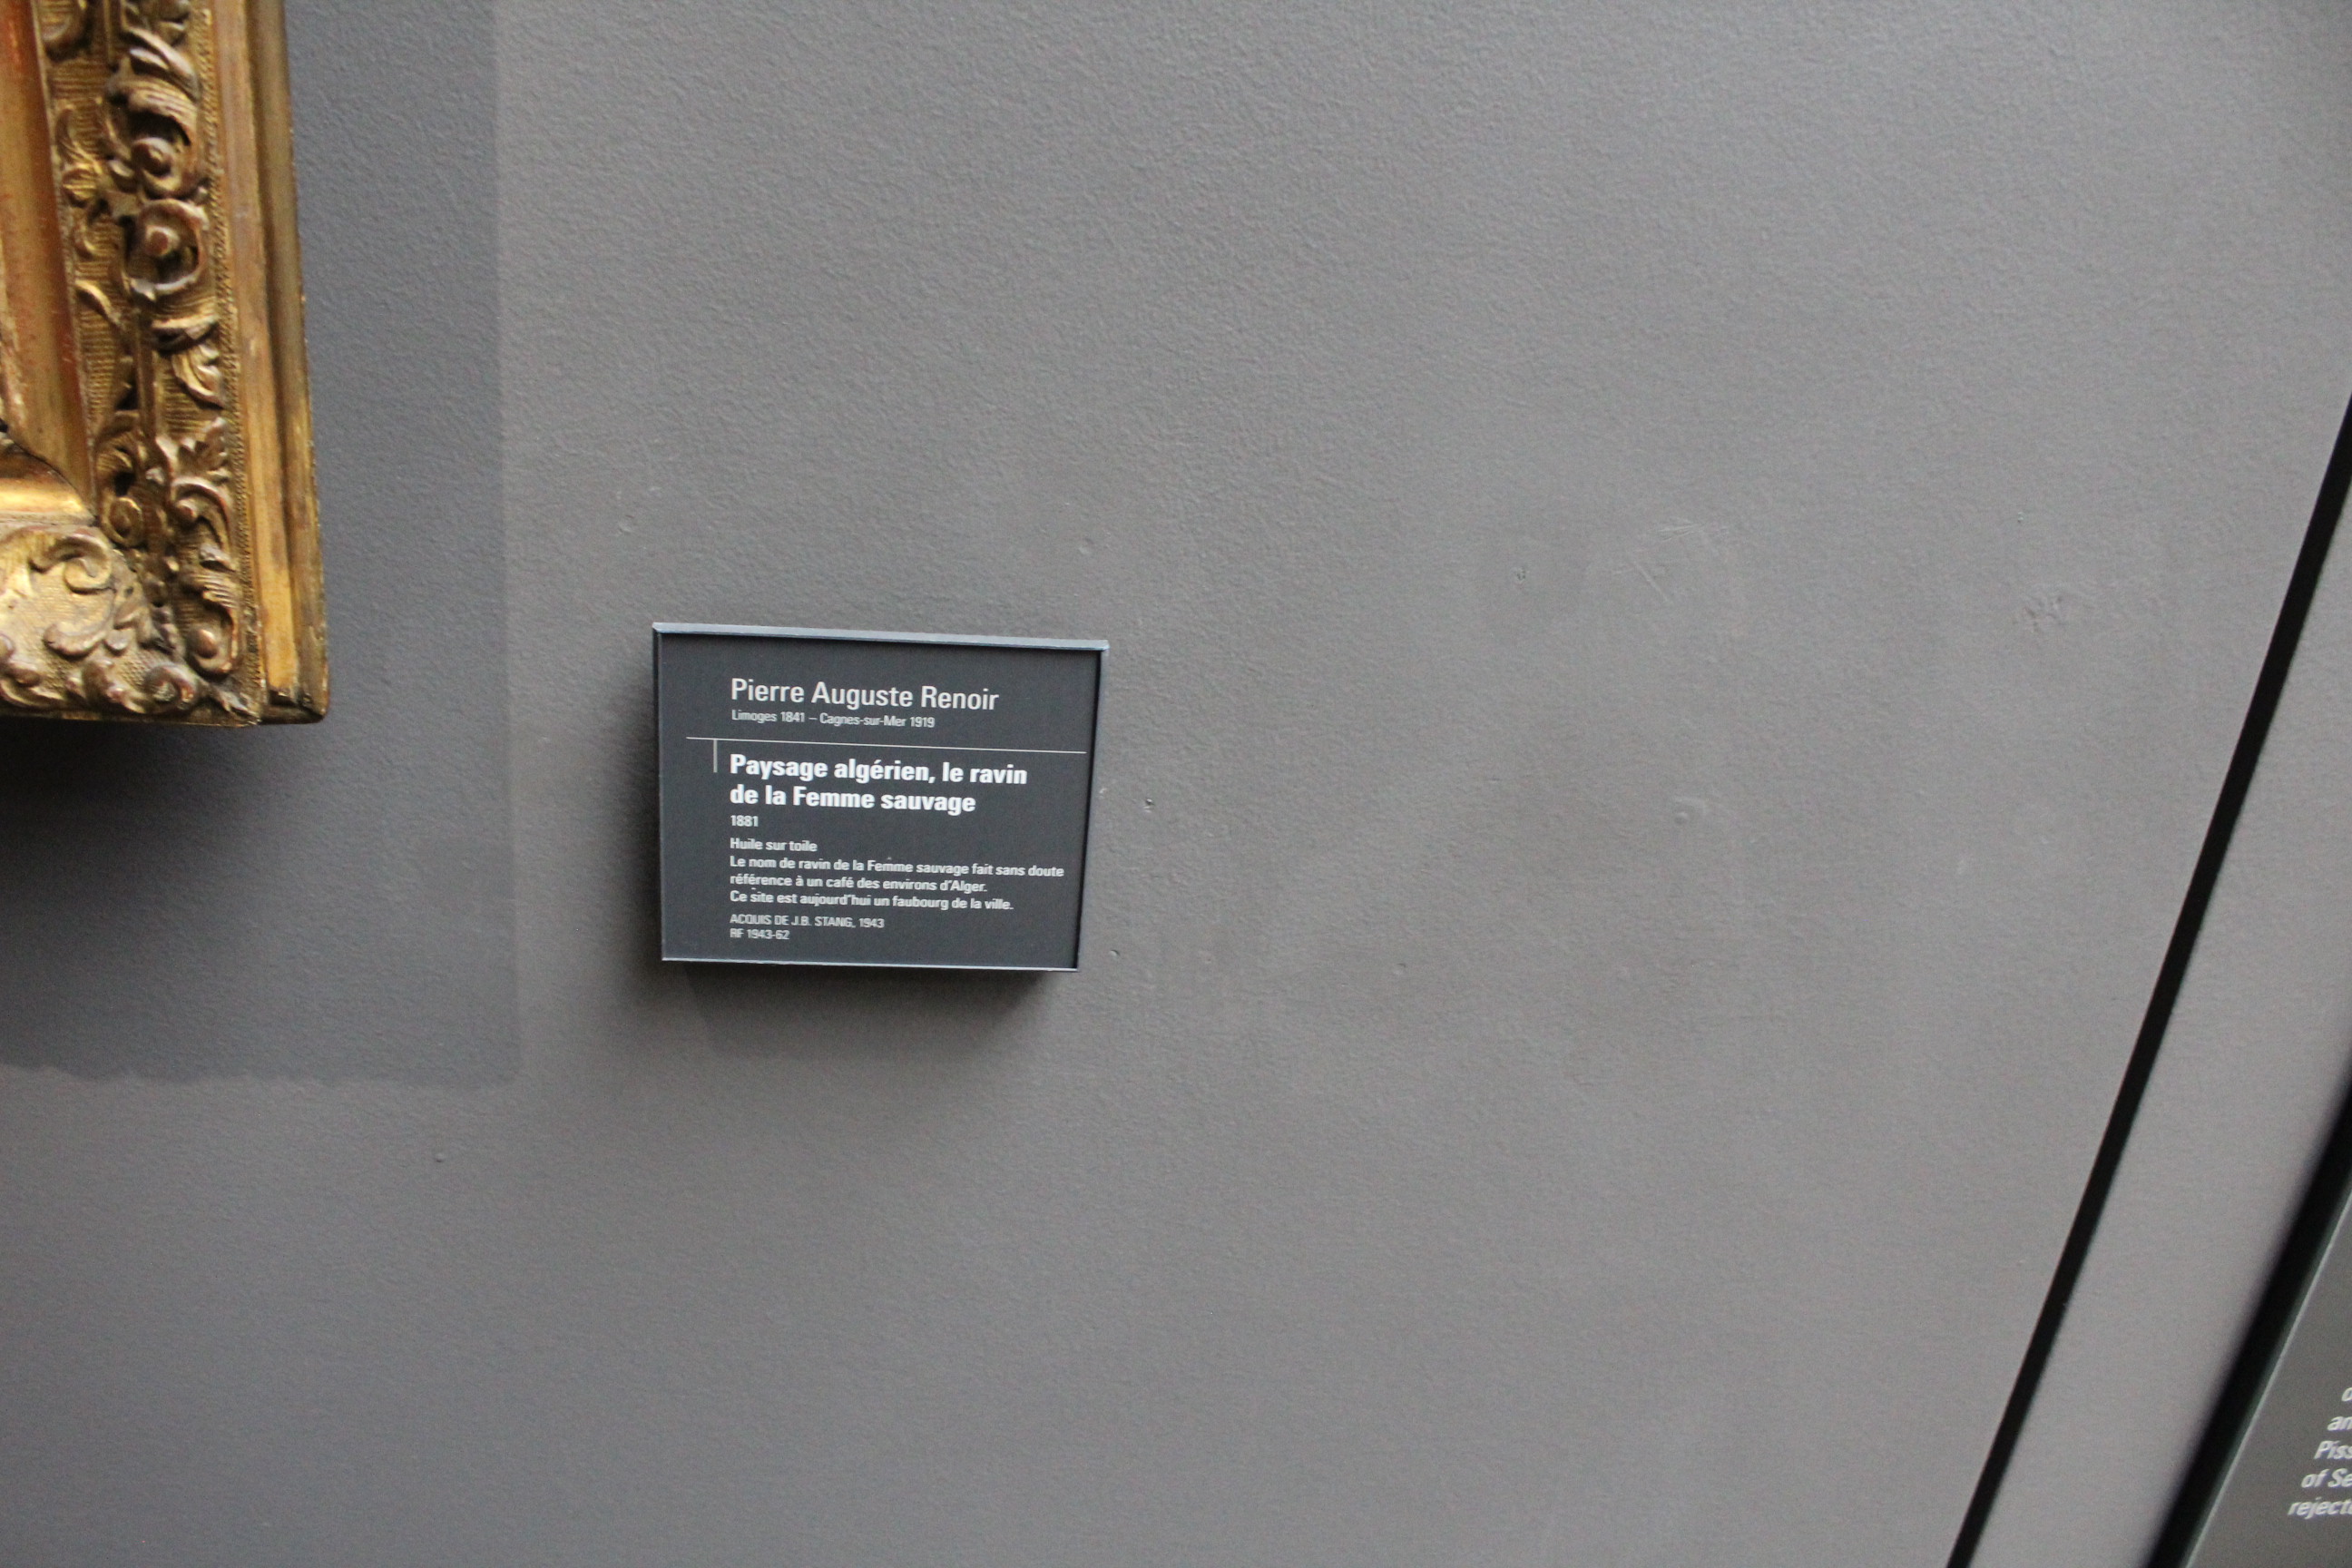 Pierre Auguste Renoir
Limoges 1841 – Cagnes-sur-Mer 1919
Paysage algérien, le ravin
de la Femme sauvage
1881
Huile sur toile
Le nom de ravin de la Femme sauvage fait sans doute
référence à un café des environs d'Alger.
Ce site est aujourd'hui un faubourg de la ville.
ACQUIS DE J.B. STANG, 1943
RF 1943-62
of